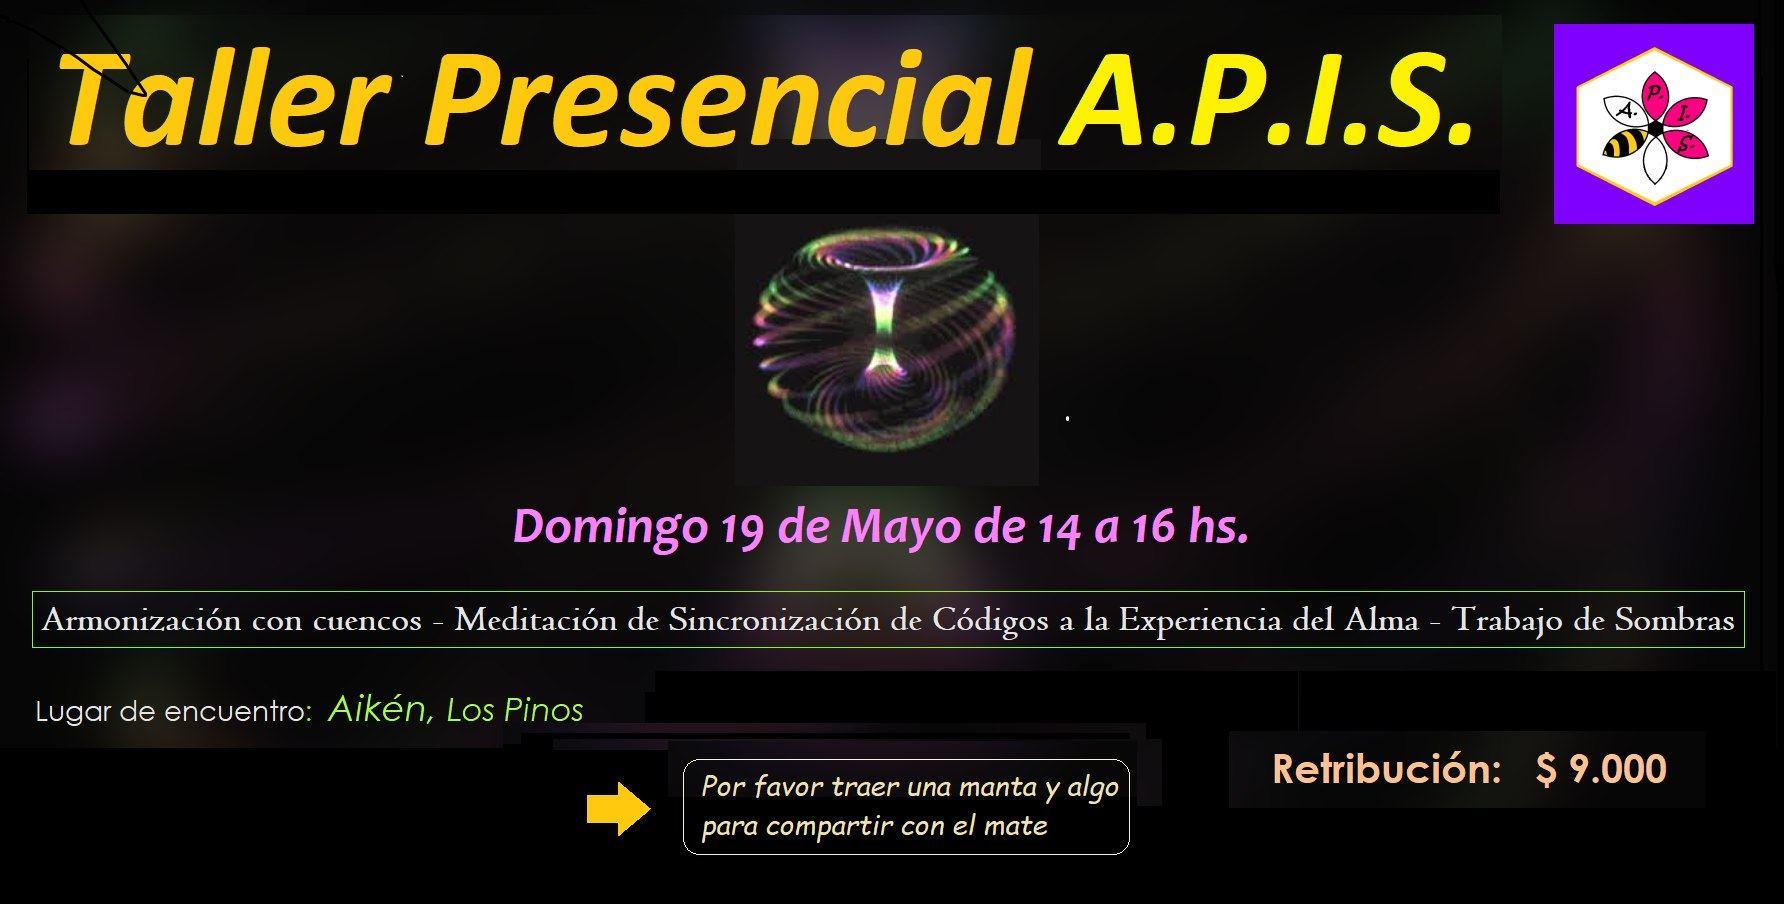 Taller Presencial A.P.I.S.
A. P. I. S.
Domingo 19 de Mayo de 14 a 16 hs.
Armonización con cuencos - Meditación de Sincronización de Códigos a la Experiencia del Alma - Trabajo de Sombras
Lugar de encuentro: Aikén, Los Pinos
Retribución: $ 9.000
Por favor traer una manta y algo
para compartir con el mate